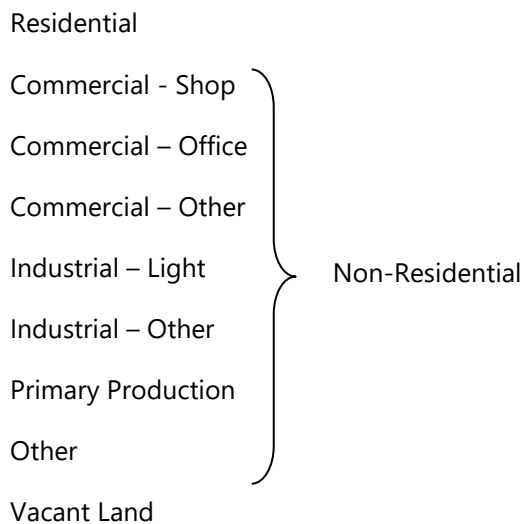 Residential
Commercial - Shop
Commercial – Office
Commercial – Other
Industrial – Light
Non-Residential
Industrial – Other
Primary Production
Other
Vacant Land